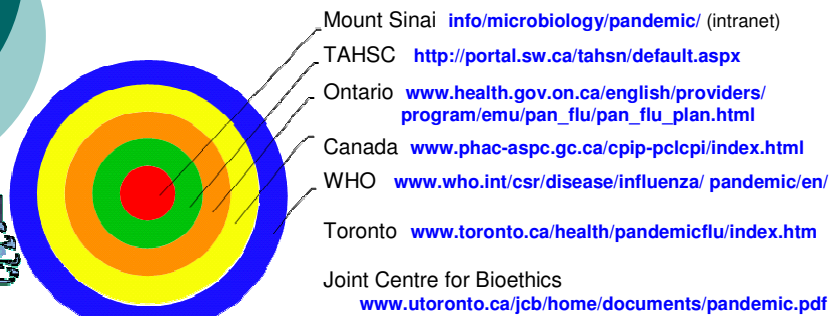 Mount Sinai info/microbiology/pandemic/ (intranet)
TAHSC http://portal.sw.ca/tahsn/default.aspx
Ontario www.health.gov.on.ca/english/providers/
program/emu/pan_flu/pan_flu_plan.html
Canada www.phac-aspc.gc.ca/cpip-pclcpi/index.html
WHO www.who.int/csr/disease/influenza/ pandemic/en/
Toronto www.toronto.ca/health/pandemicflu/index.htm
Joint Centre for Bioethics
www.utoronto.ca/jcb/home/documents/pandemic.pdf